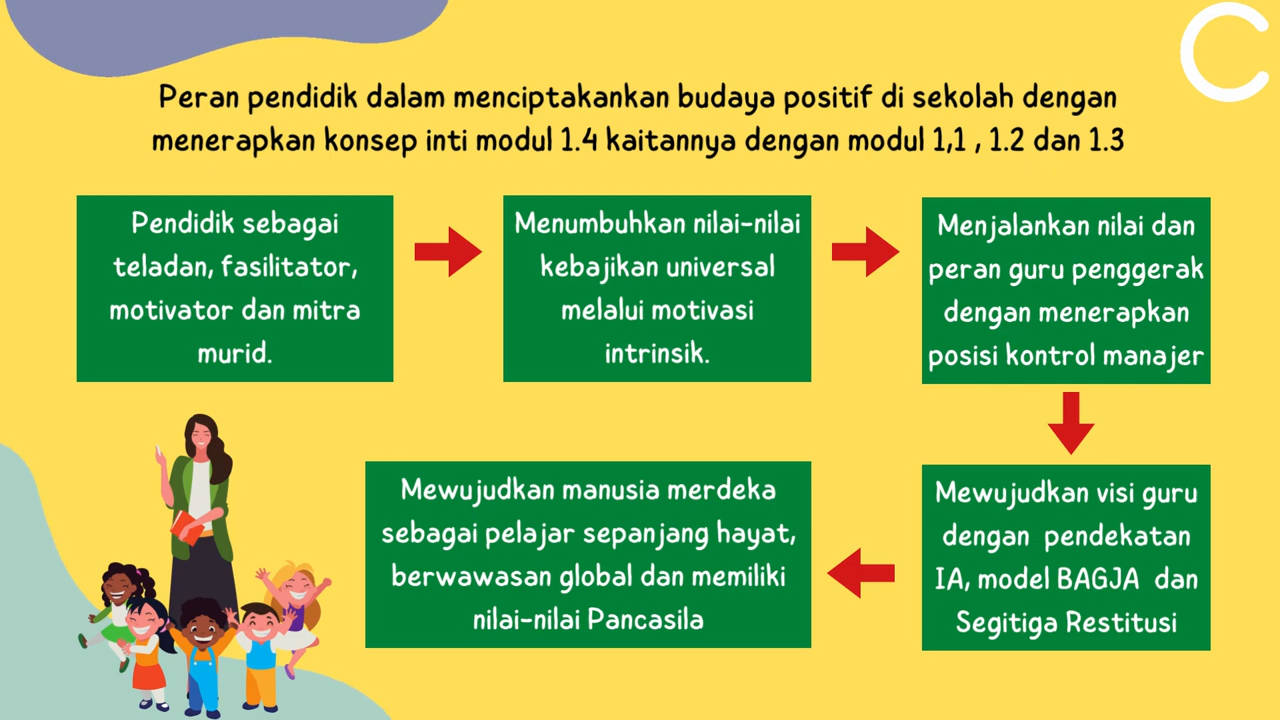 Peran pendidik dalam menciptakankan budaya positif di sekolah dengan
menerapkan konsep inti modul 1.4 kaitannya dengan modul 1,1 , 1.2 dan 1.3
Pendidik sebagai
teladan, fasilitator,
motivator dan mitra
murid.
Menumbuhkan nilai-nilai
kebajikan universal
melalui motivasi
intrinsik.
Menjalankan nilai dan
peran guru penggerak
dengan menerapkan
posisi kontrol manajer
Mewujudkan visi guru
dengan pendekatan
IA, model BAGJA dan
Segitiga Restitusi
Mewujudkan manusia merdeka
sebagai pelajar sepanjang hayat,
berwawasan global dan memiliki
nilai-nilai Pancasila